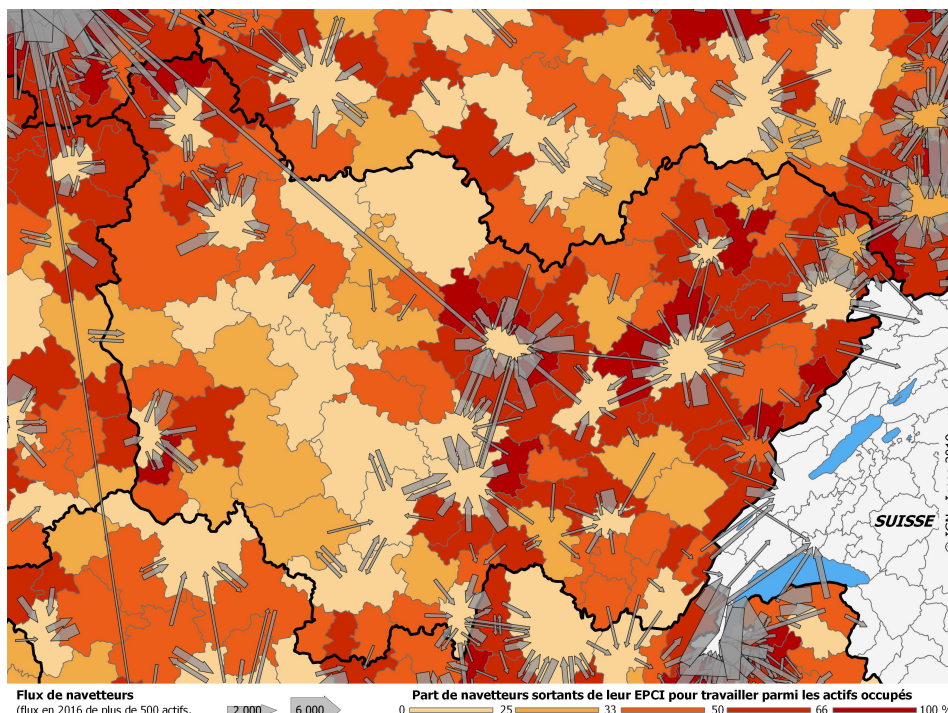 SUISSE
Flux de navetteurs
(flux en 2016 de plus de 500 actifs,
2 000 6 000
Part de navetteurs sortants de leur EPCI pour travailler parmi les actifs occupés
0 25 33 50 66 100 %